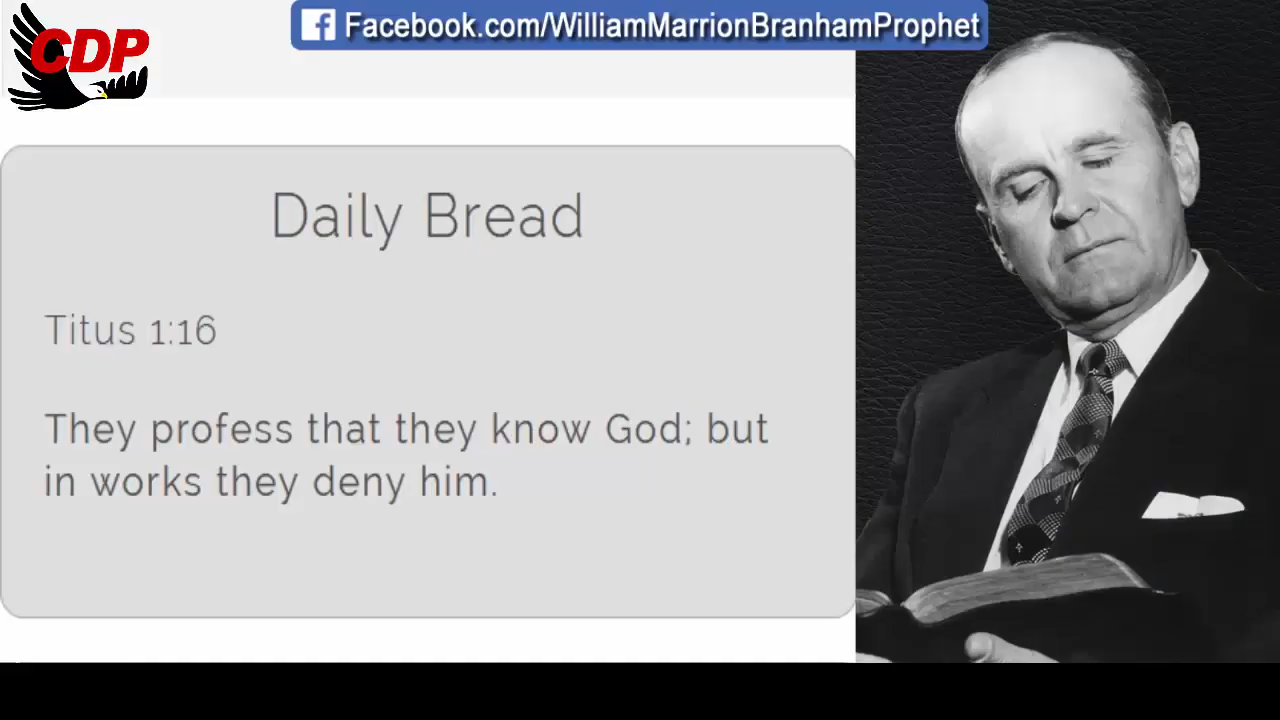 CDP
Facebook.com/WilliamMarrionBranhamProphet
Daily Bread
Titus 1:16
They profess that they know God; but
in works they deny him.